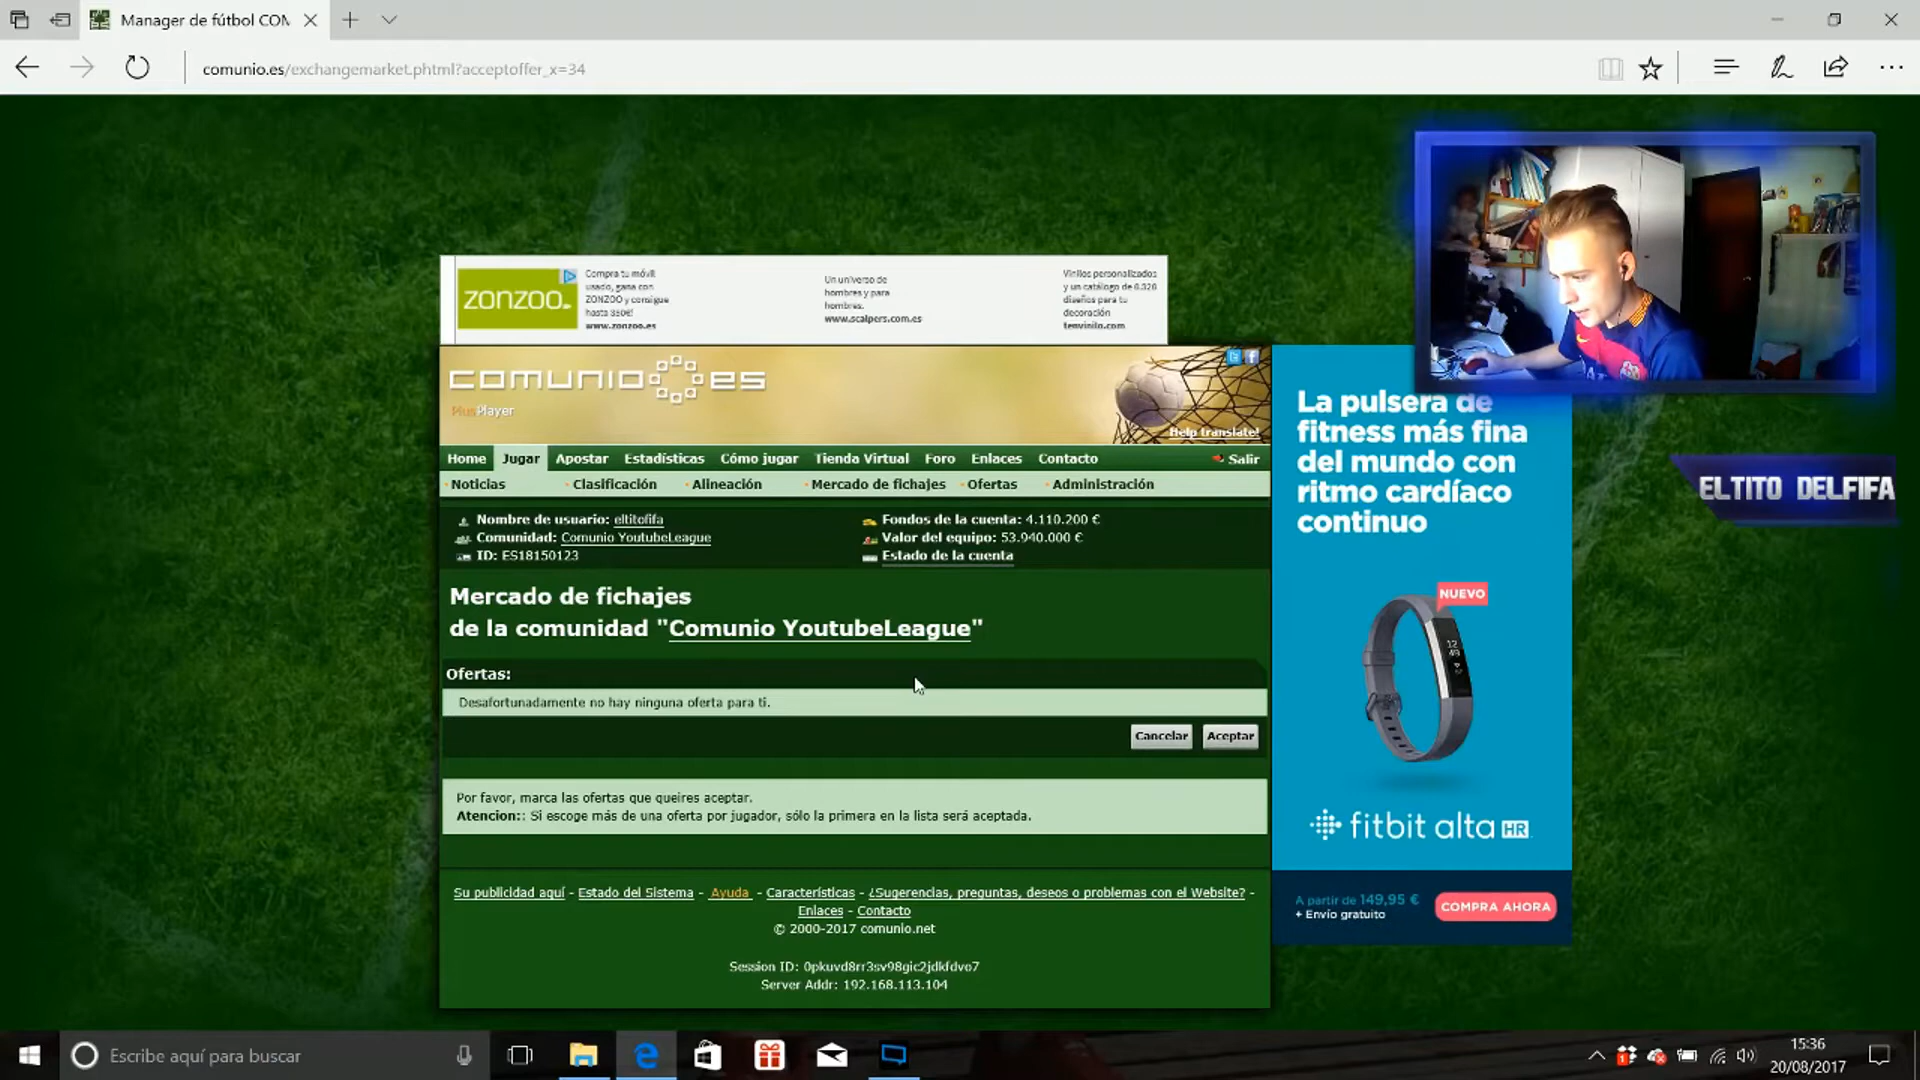 Manager de fútbol COM
comunio.es/exchangemarket.phtml?acceptoffer_x=34
zonzoo
Compra tu móvil
usado, gana con
ZONZOO y consigue
hasta 350€!
www.zonzoo.es
Un universo de
hombres y para
hombres.
www.scalpers.com.es
Vinilos personalizados
y un catálogo de 6.326
diseños para tu
decoración
tenvinilo.com
comunio es
PlusPlayer
Help translate!
Home Jugar Apostar Estadísticas Cómo jugar Tienda Virtual Foro Enlaces Contacto Salir
Noticias Clasificación Alineación Mercado de fichajes Ofertas Administración
Nombre de usuario: eltitofifa
Comunidad: Comunio YoutubeLeague
ID: ES18150123
Fondos de la cuenta: 4.110.200 €
Valor del equipo: 53.940.000 €
Estado de la cuenta
Mercado de fichajes
de la comunidad "Comunio YoutubeLeague"
Ofertas:
Desafortunadamente no hay ninguna oferta para ti.
Cancelar Aceptar
Por favor, marca las ofertas que queires aceptar.
Atencion:: Si escoge más de una oferta por jugador, sólo la primera en la lista será aceptada.
Su publicidad aquí - Estado del Sistema - Ayuda - Características - ¿Sugerencias, preguntas, deseos o problemas con el Website? -
Enlaces - Contacto
© 2000-2017 comunio.net
Session ID: 0pkuvd8rr3sv98gic2jdkfdvo7
Server Addr: 192.168.113.104
La pulsera de
fitness más fina
del mundo con
ritmo cardíaco
continuo
NUEVO
12
49
fitbit alta HR
A partir de 149,95 €
+ Envío gratuito
COMPRA AHORA
ELTITO DELFIFA
Escribe aquí para buscar
15:36
20/08/2017